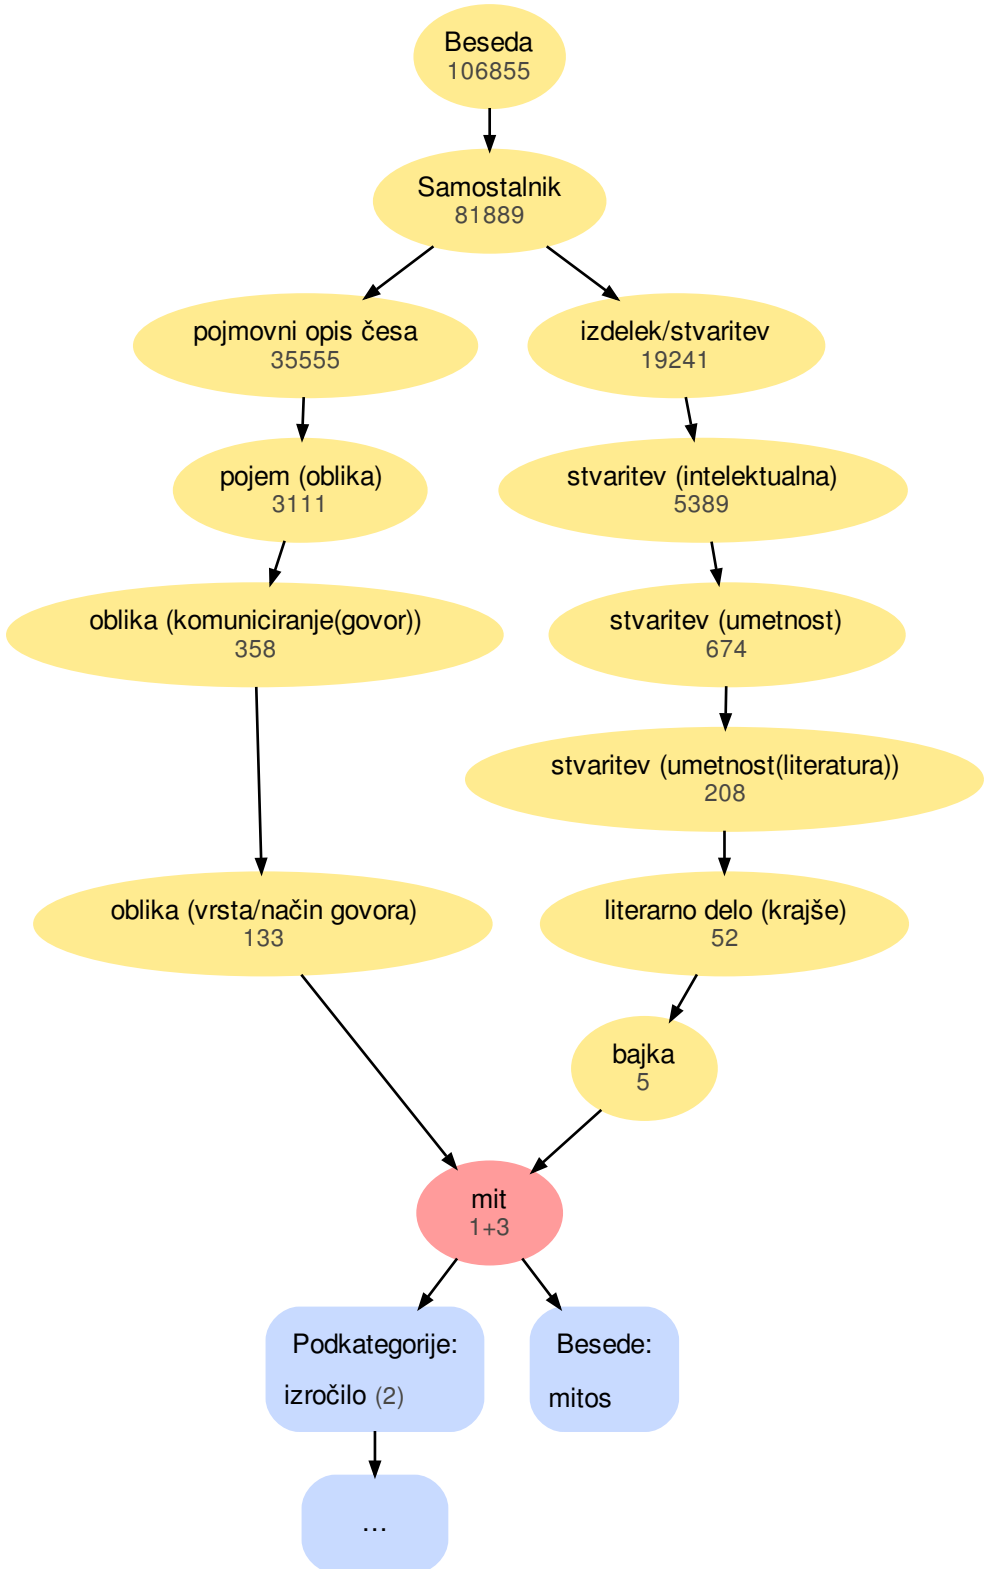 Beseda
106855
Samostalnik
81889
pojmovni opis česa
35555
izdelek/stvaritev
19241
pojem (oblika)
3111
stvaritev (intelektualna)
5389
oblika (komuniciranje(govor))
358
stvaritev (umetnost)
674
stvaritev (umetnost(literatura))
208
oblika (vrsta/način govora)
133
literarno delo (krajše)
52
bajka
5
mit
1+3
Podkategorije:
izročilo (2)
Besede:
mitos
...